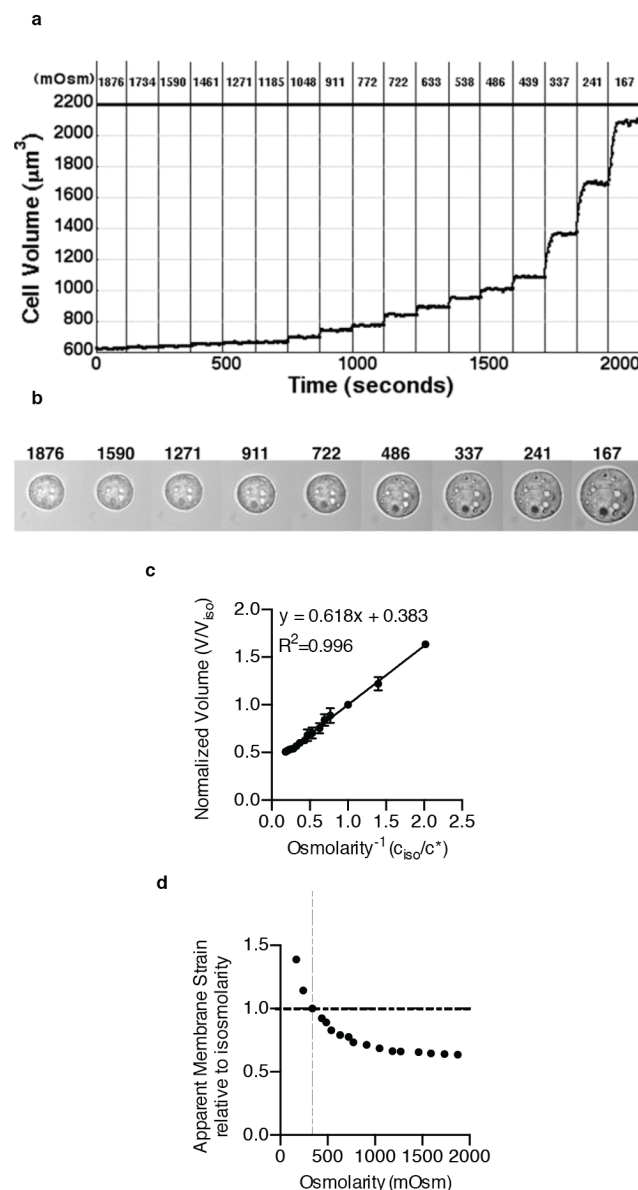 a
(mOsm) 1876 1734 1590 1461 1271 1185 1048 911 772 722 633 538 486 439 337 241 167
2200
2000
1800
1600
1400
1200
1000
800
600
Cell Volume (μm³)
0 500 1000 1500 2000
Time (seconds)
b
1876 1590 1271 911 722 486 337 241 167
c
y = 0.618x + 0.383
R²=0.996
2.0
1.5
1.0
0.5
0.0
Normalized Volume (V/Viso)
0.0 0.5 1.0 1.5 2.0 2.5
Osmolarity⁻¹ (ciso/c*)
d
1.5
1.0
0.5
0.0
Apparent Membrane Strain
relative to isosmolarity
0 500 1000 1500 2000
Osmolarity (mOsm)